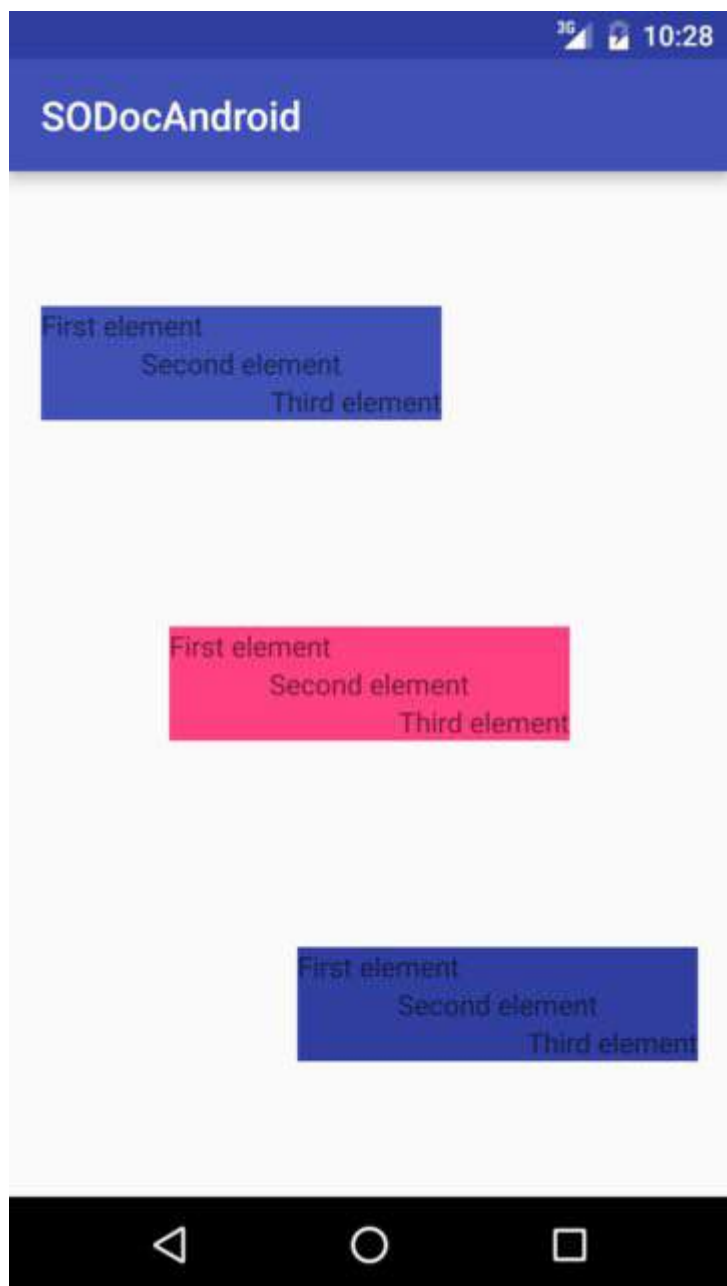 3G 10:28
SODocAndroid
First element
Second element
Third element
First element
Second element
Third element
First element
Second element
Third element